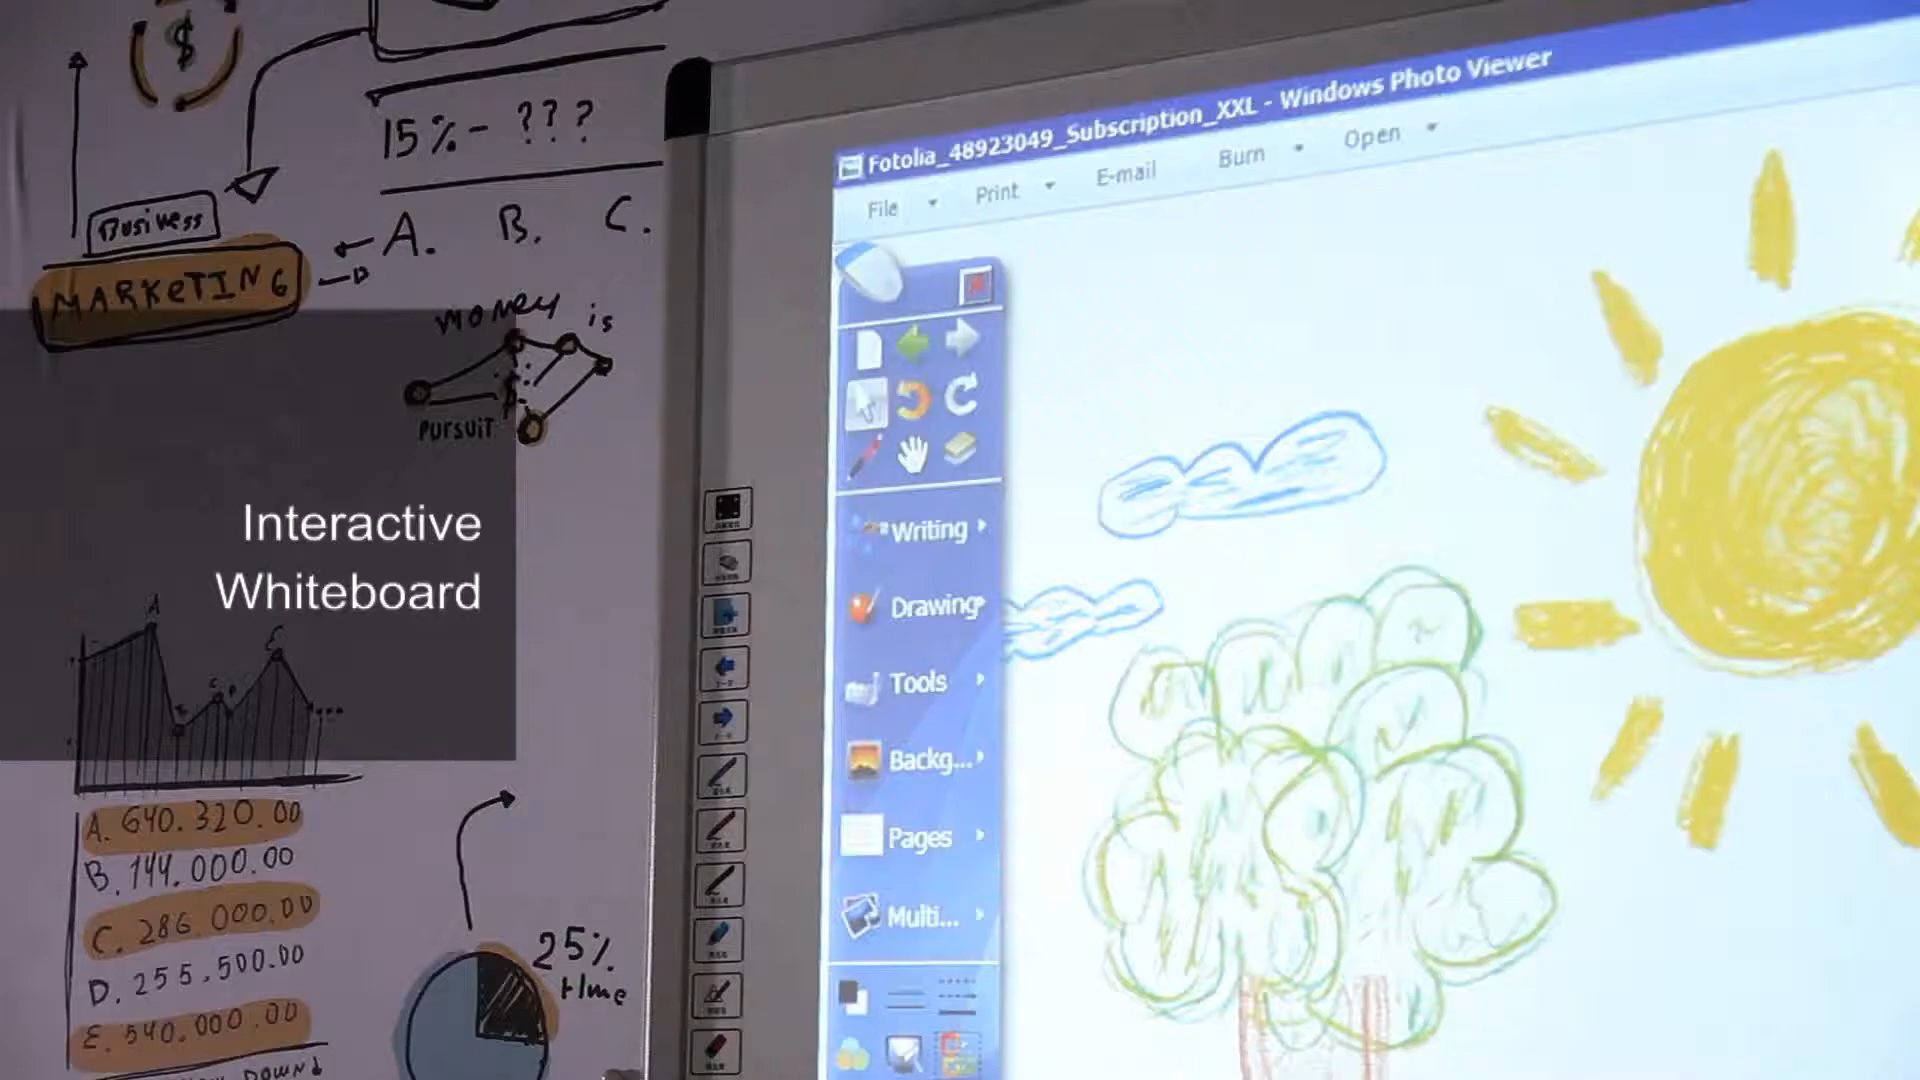 $
15%- ???
Business
A. B. C.
MARKETING
money is
$
PURSUIT
Interactive
Whiteboard
A
C
A. 640.320.00
B. 144.000.00
C. 286.000.00
D. 255.500.00
E. 540.000.00
DOWN
25%
time
Fotolia_48923049_Subscription_XXL - Windows Photo Viewer
File Print E-mail Burn Open
Writing
Drawing
Tools
Backg...
Pages
Multi...